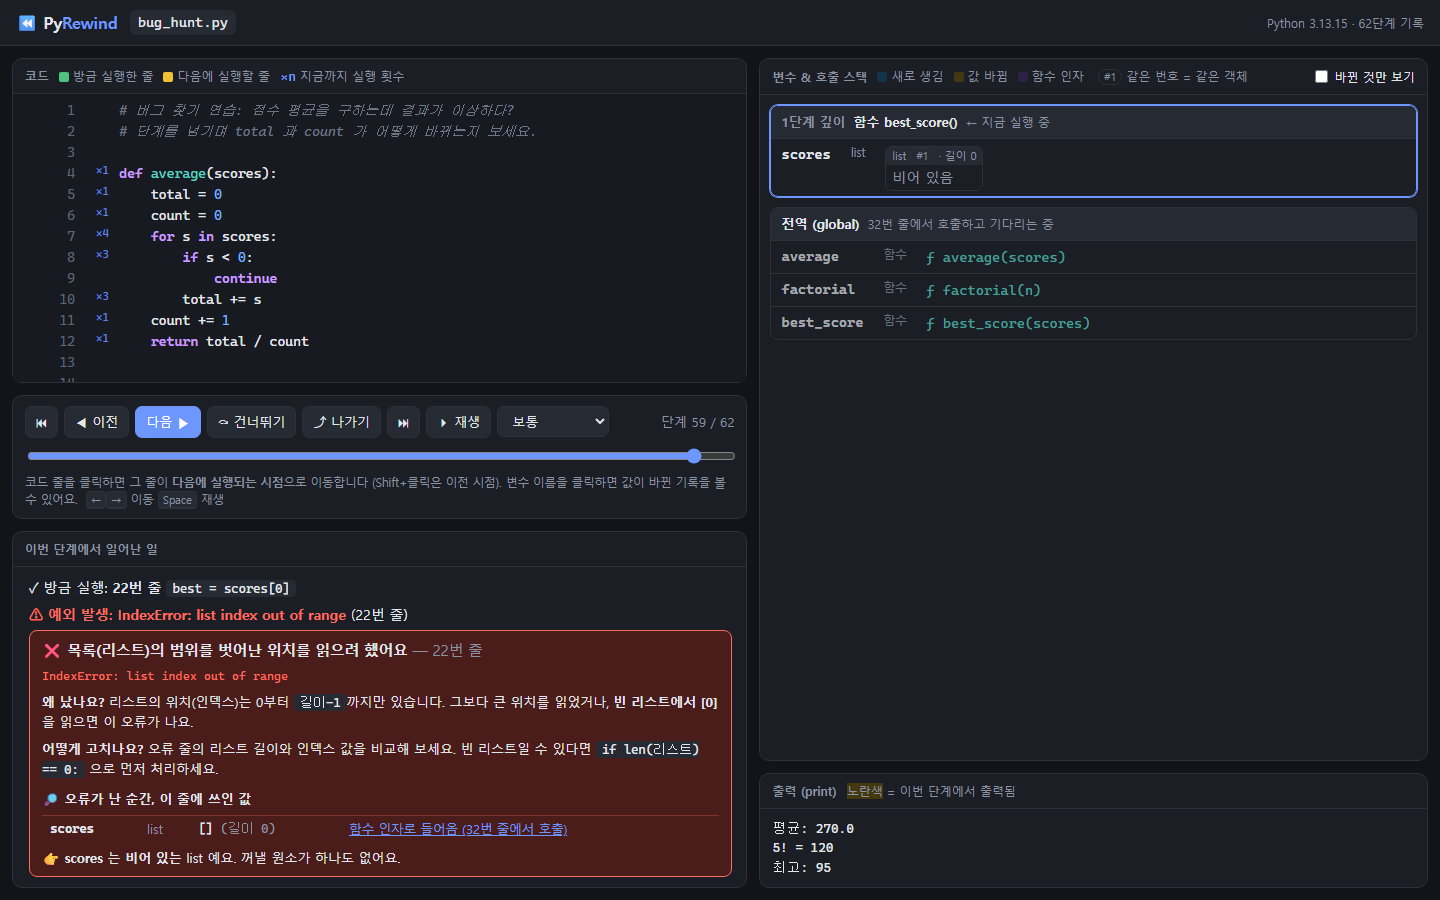 PyRewind bug_hunt.py
Python 3.13.15 · 62단계 기록
코드 방금 실행한 줄 다음에 실행할 줄 ×n 지금까지 실행 횟수
1 # 버그 찾기 연습: 점수 평균을 구하는데 결과가 이상하다?
2 # 단계를 넘기며 total 과 count 가 어떻게 바뀌는지 보세요.
3
4 ×1 def average(scores):
5 ×1 total = 0
6 ×1 count = 0
7 ×4 for s in scores:
8 ×3 if s < 0:
9 continue
10 ×3 total += s
11 ×1 count += 1
12 ×1 return total / count
13
⏮ ◀ 이전 다음 ▶ 건너뛰기 나가기 ⏭ 재생 보통 단계 59 / 62
코드 줄을 클릭하면 그 줄이 다음에 실행되는 시점으로 이동합니다 (Shift+클릭은 이전 시점). 변수 이름을 클릭하면 값이 바뀐 기록을 볼
수 있어요. ← → 이동 Space 재생
이번 단계에서 일어난 일
✓ 방금 실행: 22번 줄 best = scores[0]
⚠ 예외 발생: IndexError: list index out of range (22번 줄)
❌ 목록(리스트)의 범위를 벗어난 위치를 읽으려 했어요 — 22번 줄
IndexError: list index out of range
왜 났나요? 리스트의 위치(인덱스)는 0부터 길이-1 까지만 있습니다. 그보다 큰 위치를 읽었거나, 빈 리스트에서 [0]
을 읽으면 이 오류가 나요.
어떻게 고치나요? 오류 줄의 리스트 길이와 인덱스 값을 비교해 보세요. 빈 리스트일 수 있다면 if len(리스트)
== 0: 으로 먼저 처리하세요.
🔎 오류가 난 순간, 이 줄에 쓰인 값
scores list [] (길이 0) 함수 인자로 들어옴 (32번 줄에서 호출)
👉 scores 는 비어 있는 list 예요. 꺼낼 원소가 하나도 없어요.
변수 & 호출 스택 새로 생김 값 바뀜 함수 인자 #1 같은 번호 = 같은 객체 바뀐 것만 보기
1단계 깊이 함수 best_score() ← 지금 실행 중
scores list list #1 · 길이 0
비어 있음
전역 (global) 32번 줄에서 호출하고 기다리는 중
average 함수 ƒ average(scores)
factorial 함수 ƒ factorial(n)
best_score 함수 ƒ best_score(scores)
출력 (print) 노란색 = 이번 단계에서 출력됨
평균: 270.0
5! = 120
최고: 95